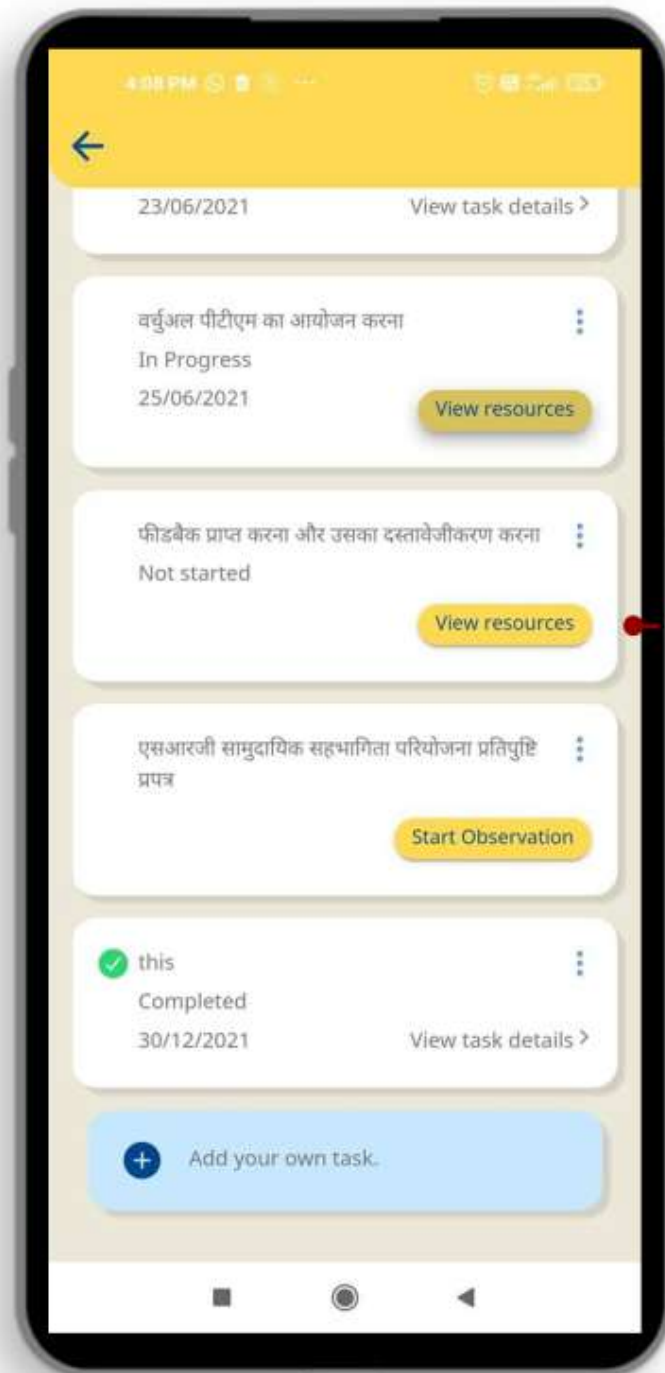 4:08 PM
23/06/2021 View task details >
वर्चुअल पीटीएम का आयोजन करना
In Progress
25/06/2021
View resources
फीडबैक प्राप्त करना और उसका दस्तावेजीकरण करना
Not started
View resources
एसआरजी सामुदायिक सहभागिता परियोजना प्रतिपुष्टि
प्रपत्र
Start Observation
this
Completed
30/12/2021 View task details >
Add your own task.